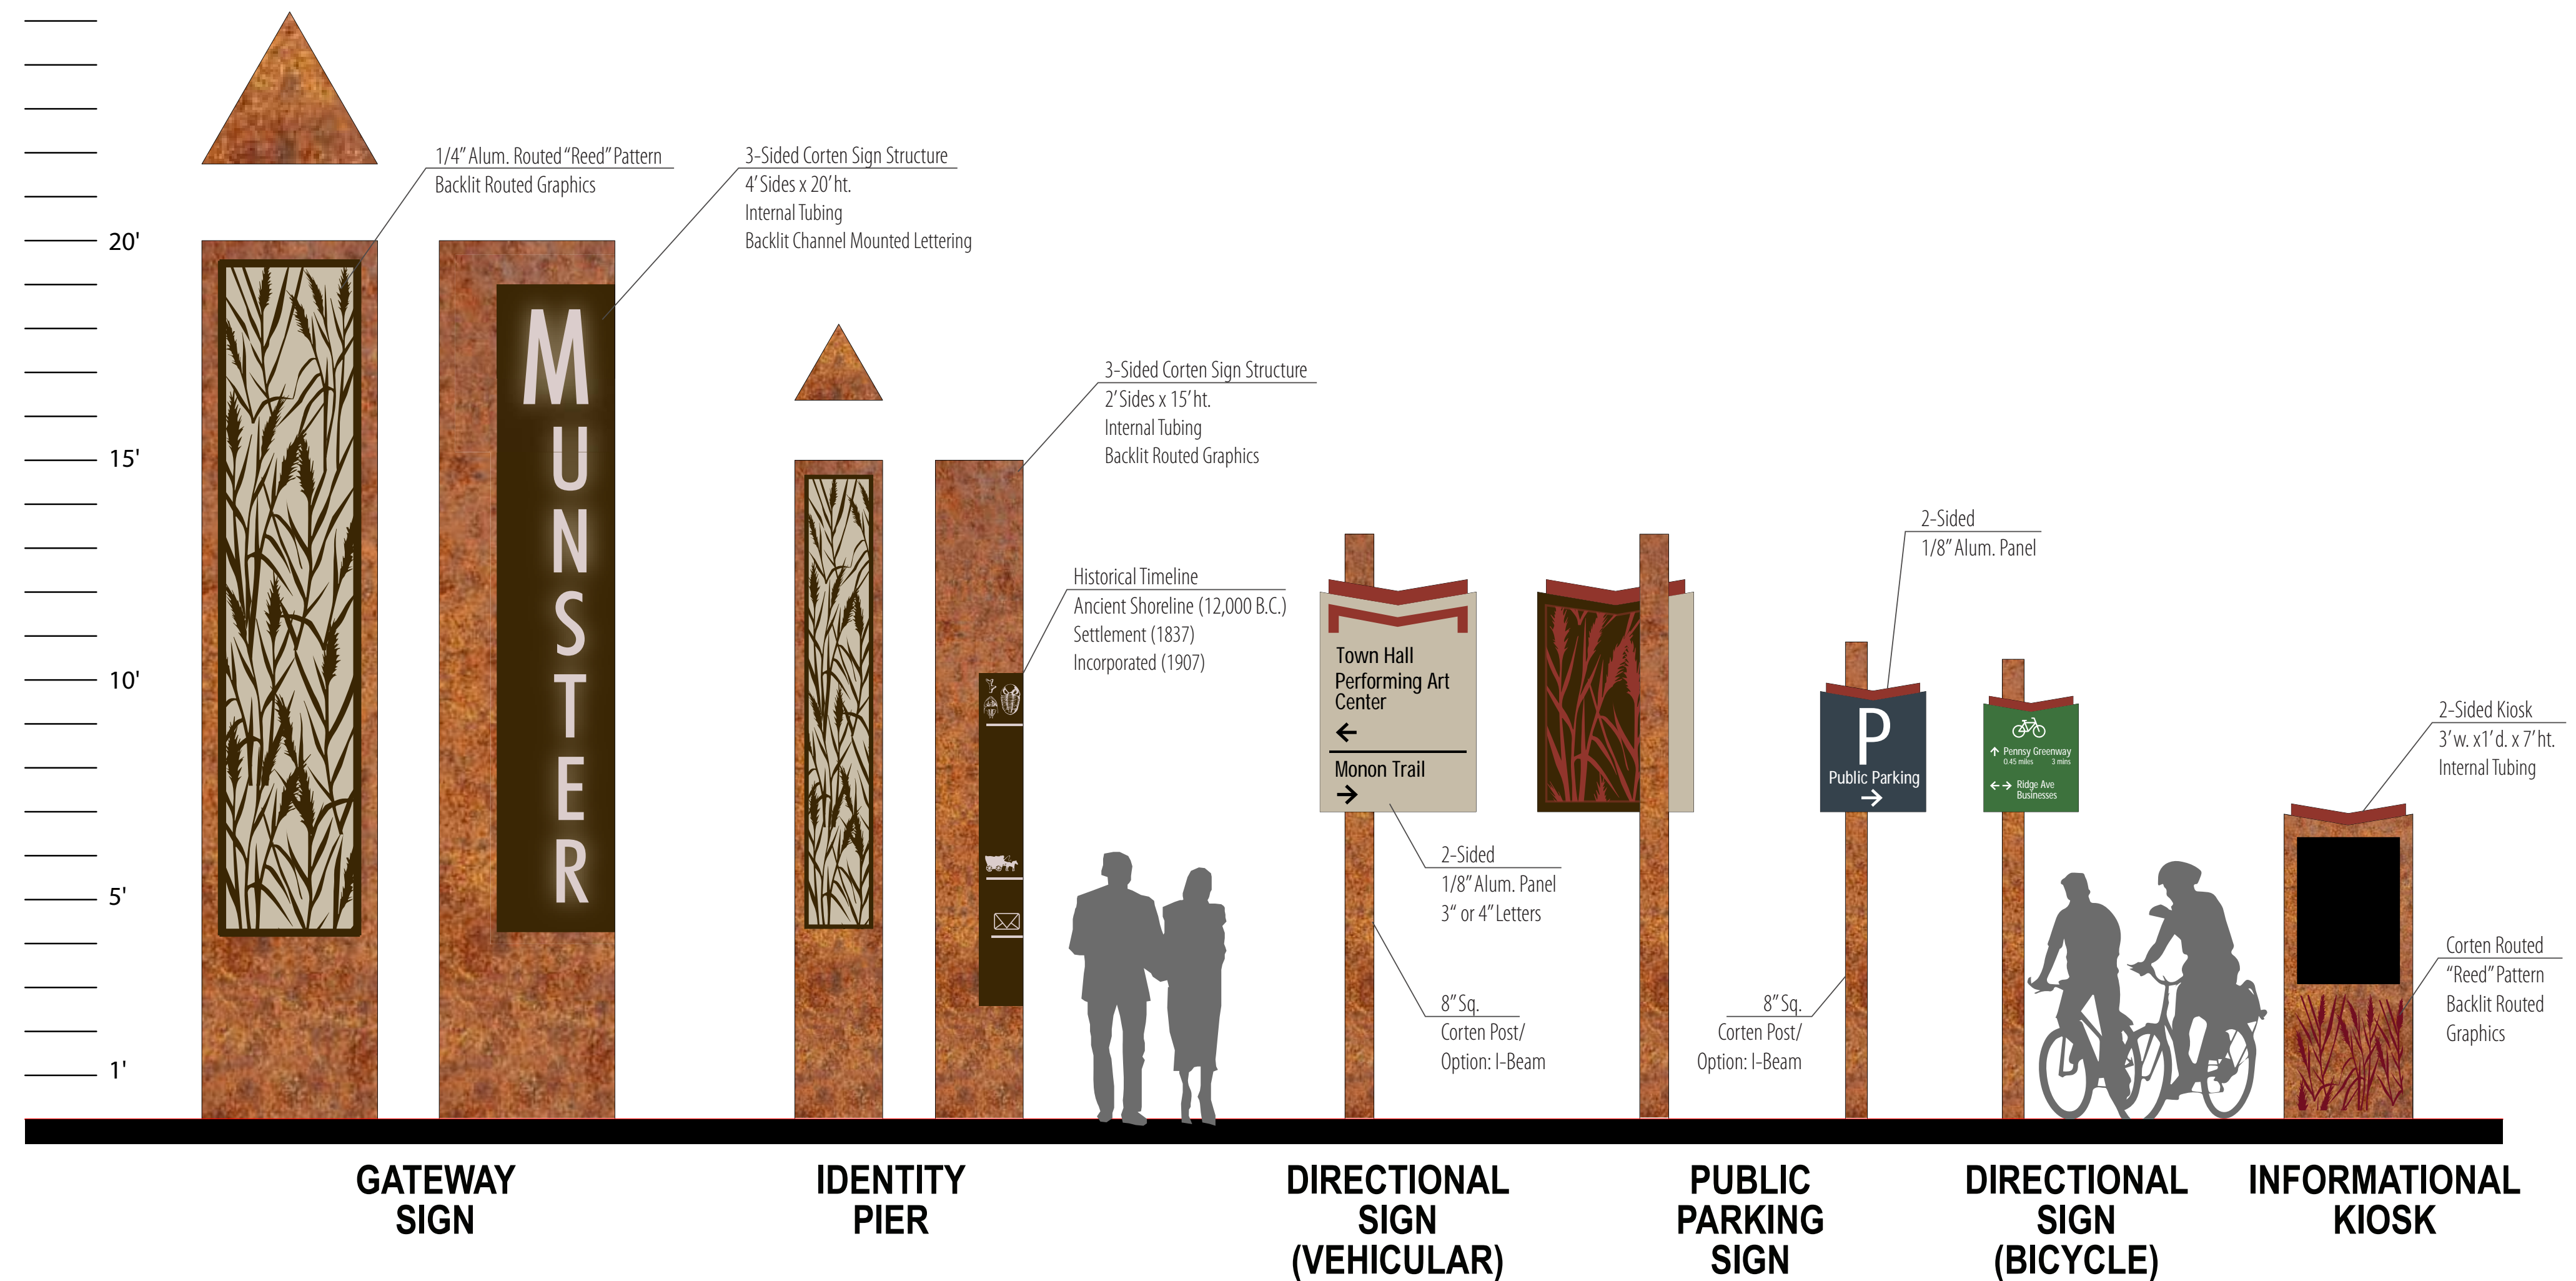 20'
15'
10'
5'
1'
1/4” Alum. Routed “Reed” Pattern
Backlit Routed Graphics
3-Sided Corten Sign Structure
4’ Sides x 20’ ht.
Internal Tubing
Backlit Channel Mounted Lettering
MUNSTER
3-Sided Corten Sign Structure
2’ Sides x 15’ ht.
Internal Tubing
Backlit Routed Graphics
Historical Timeline
Ancient Shoreline (12,000 B.C.)
Settlement (1837)
Incorporated (1907)
Town Hall
Performing Art
Center
←
Monon Trail
→
2-Sided
1/8” Alum. Panel
3“ or 4” Letters
8” Sq.
Corten Post/
Option: I-Beam
2-Sided
1/8” Alum. Panel
P
Public Parking
→
8” Sq.
Corten Post/
Option: I-Beam
↑ Pennsy Greenway
0.45 miles 3 mins
←→ Ridge Ave
Businesses
2-Sided Kiosk
3’ w. x1’ d. x 7’ ht.
Internal Tubing
Corten Routed
“Reed” Pattern
Backlit Routed
Graphics
GATEWAY
SIGN
IDENTITY
PIER
DIRECTIONAL
SIGN
(VEHICULAR)
PUBLIC
PARKING
SIGN
DIRECTIONAL
SIGN
(BICYCLE)
INFORMATIONAL
KIOSK